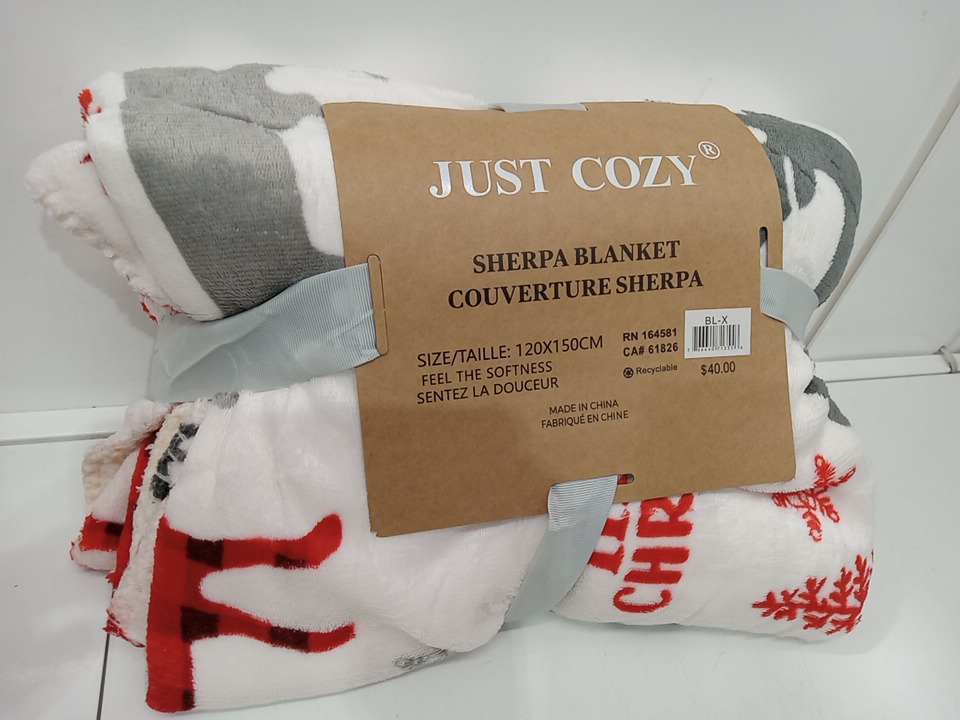 JUST COZY®
SHERPA BLANKET
COUVERTURE SHERPA
SIZE/TAILLE: 120X150CM
FEEL THE SOFTNESS
SENTEZ LA DOUCEUR
RN 164581
CA# 61826
Recyclable
BL-X
$40.00
MADE IN CHINA
FABRIQUÉ EN CHINE
CHR